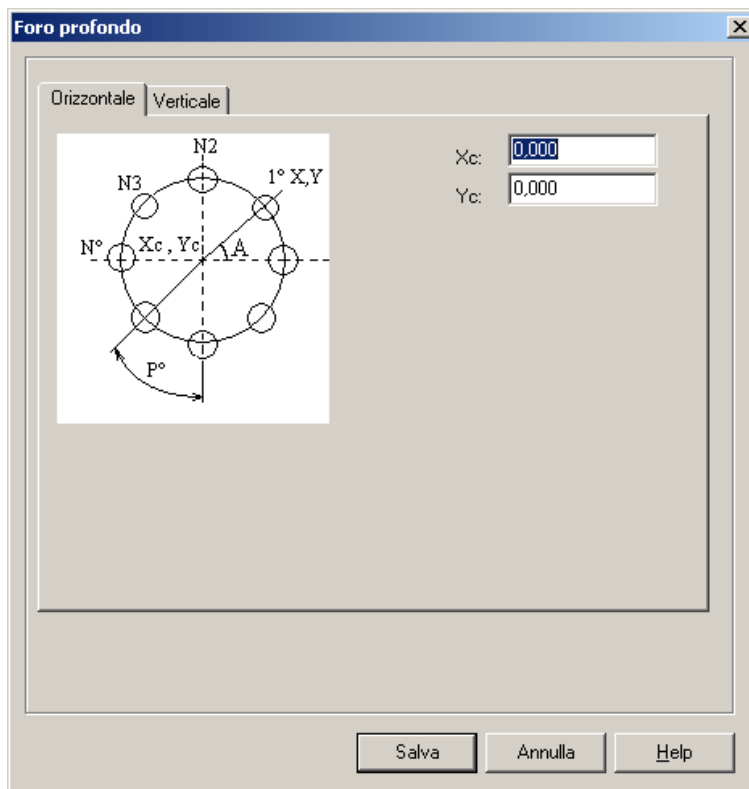 Foro profondo
Orizzontale
Verticale
N2
N3
1° X,Y
N°
Xc , Yc
A
P°
Xc:
0,000
Yc:
0,000
Salva
Annulla
Help